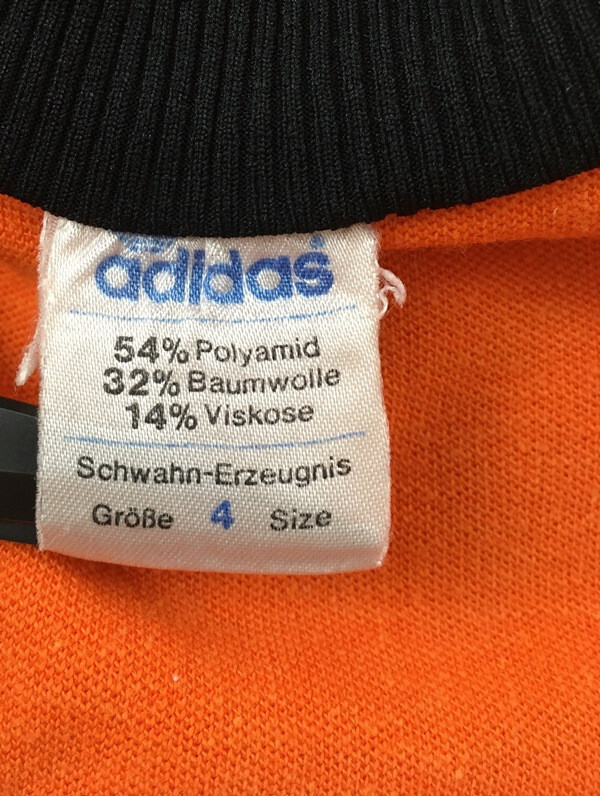 adidas
54% Polyamid
32% Baumwolle
14% Viskose
Schwahn-Erzeugnis
Größe 4 Size